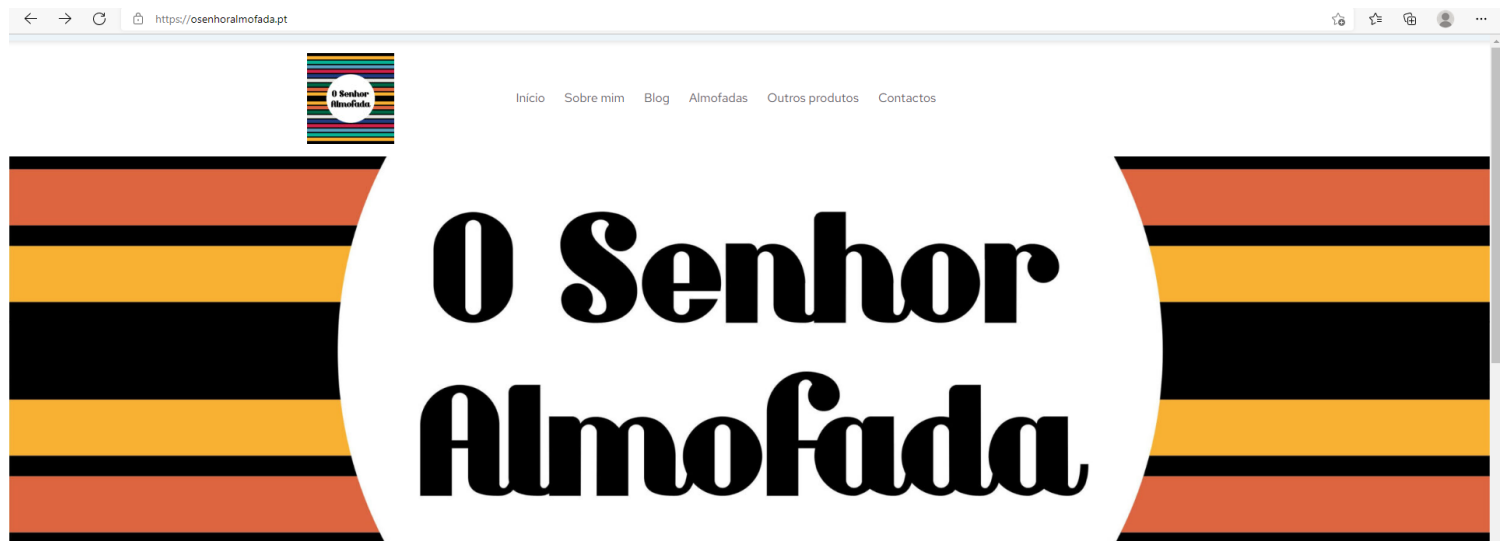 https://osenhoralmofada.pt
O Senhor
Almofada
Início Sobre mim Blog Almofadas Outros produtos Contactos
O Senhor
Almofada